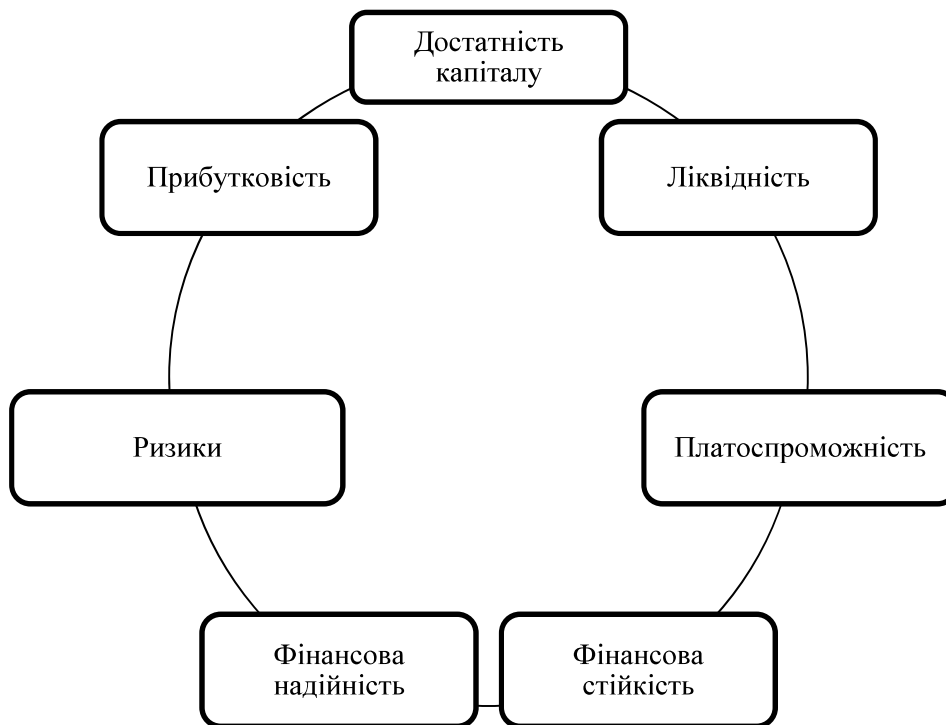 Достатність
капіталу
Прибутковість
Ліквідність
Ризики
Платоспроможність
Фінансова
надійність
Фінансова
стійкість